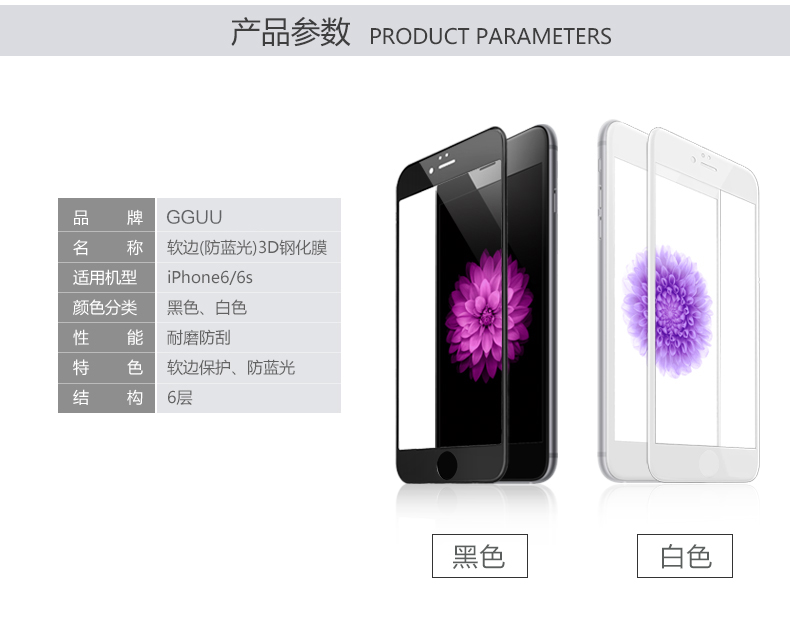 产品参数 PRODUCT PARAMETERS
品 牌 GGUU
名 称 软边(防蓝光)3D钢化膜
适用机型 iPhone6/6s
颜色分类 黑色、白色
性 能 耐磨防刮
特 色 软边保护、防蓝光
结 构 6层
黑色 白色